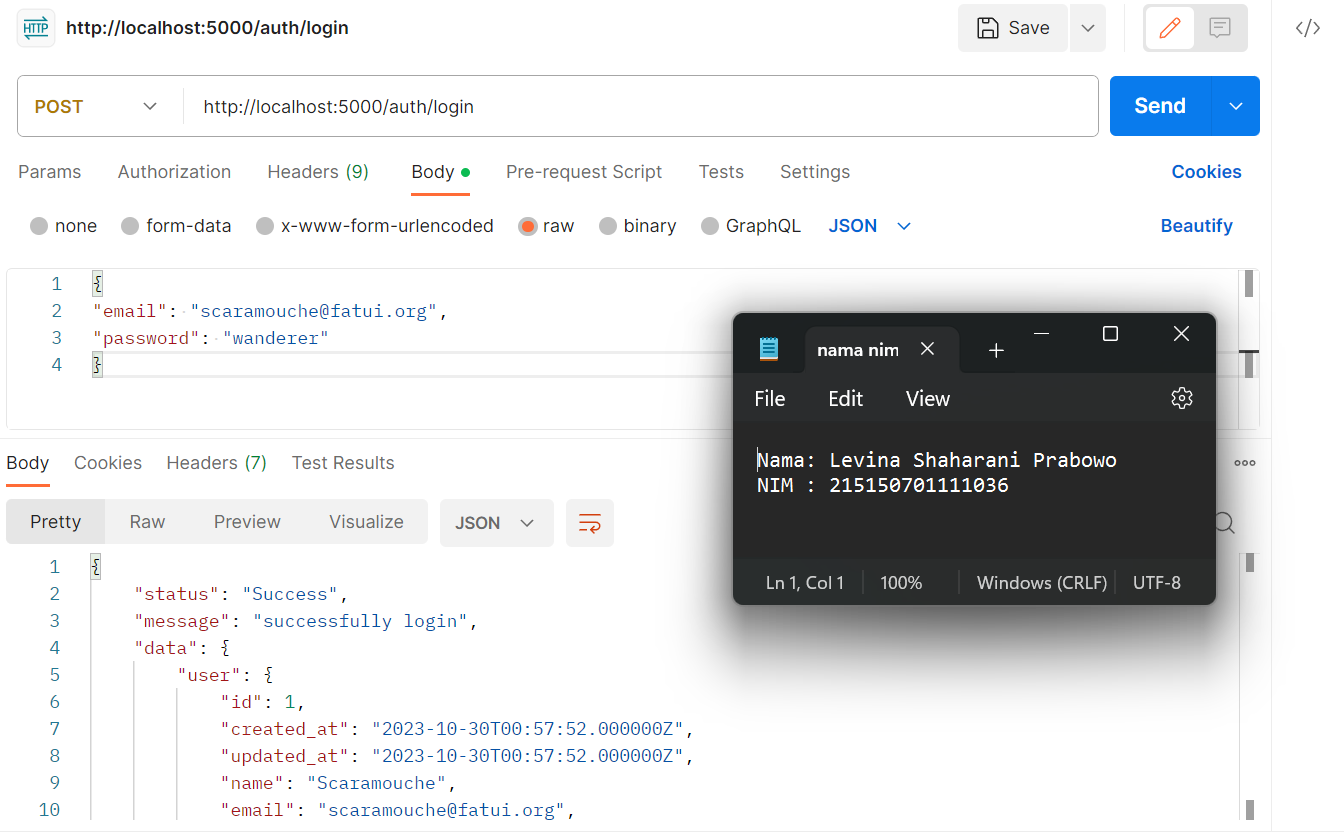 HTTP http://localhost:5000/auth/login Save </>
POST http://localhost:5000/auth/login Send
Params Authorization Headers (9) Body Pre-request Script Tests Settings Cookies
none form-data x-www-form-urlencoded raw binary GraphQL JSON Beautify
1 {
2 "email": "scaramouche@fatui.org",
3 "password": "wanderer"
4 }
nama nim
File Edit View
Nama: Levina Shaharani Prabowo
NIM : 215150701111036
Ln 1, Col 1 100% Windows (CRLF) UTF-8
Body Cookies Headers (7) Test Results
Pretty Raw Preview Visualize JSON
1 {
2 "status": "Success",
3 "message": "successfully login",
4 "data": {
5 "user": {
6 "id": 1,
7 "created_at": "2023-10-30T00:57:52.000000Z",
8 "updated_at": "2023-10-30T00:57:52.000000Z",
9 "name": "Scaramouche",
10 "email": "scaramouche@fatui.org",